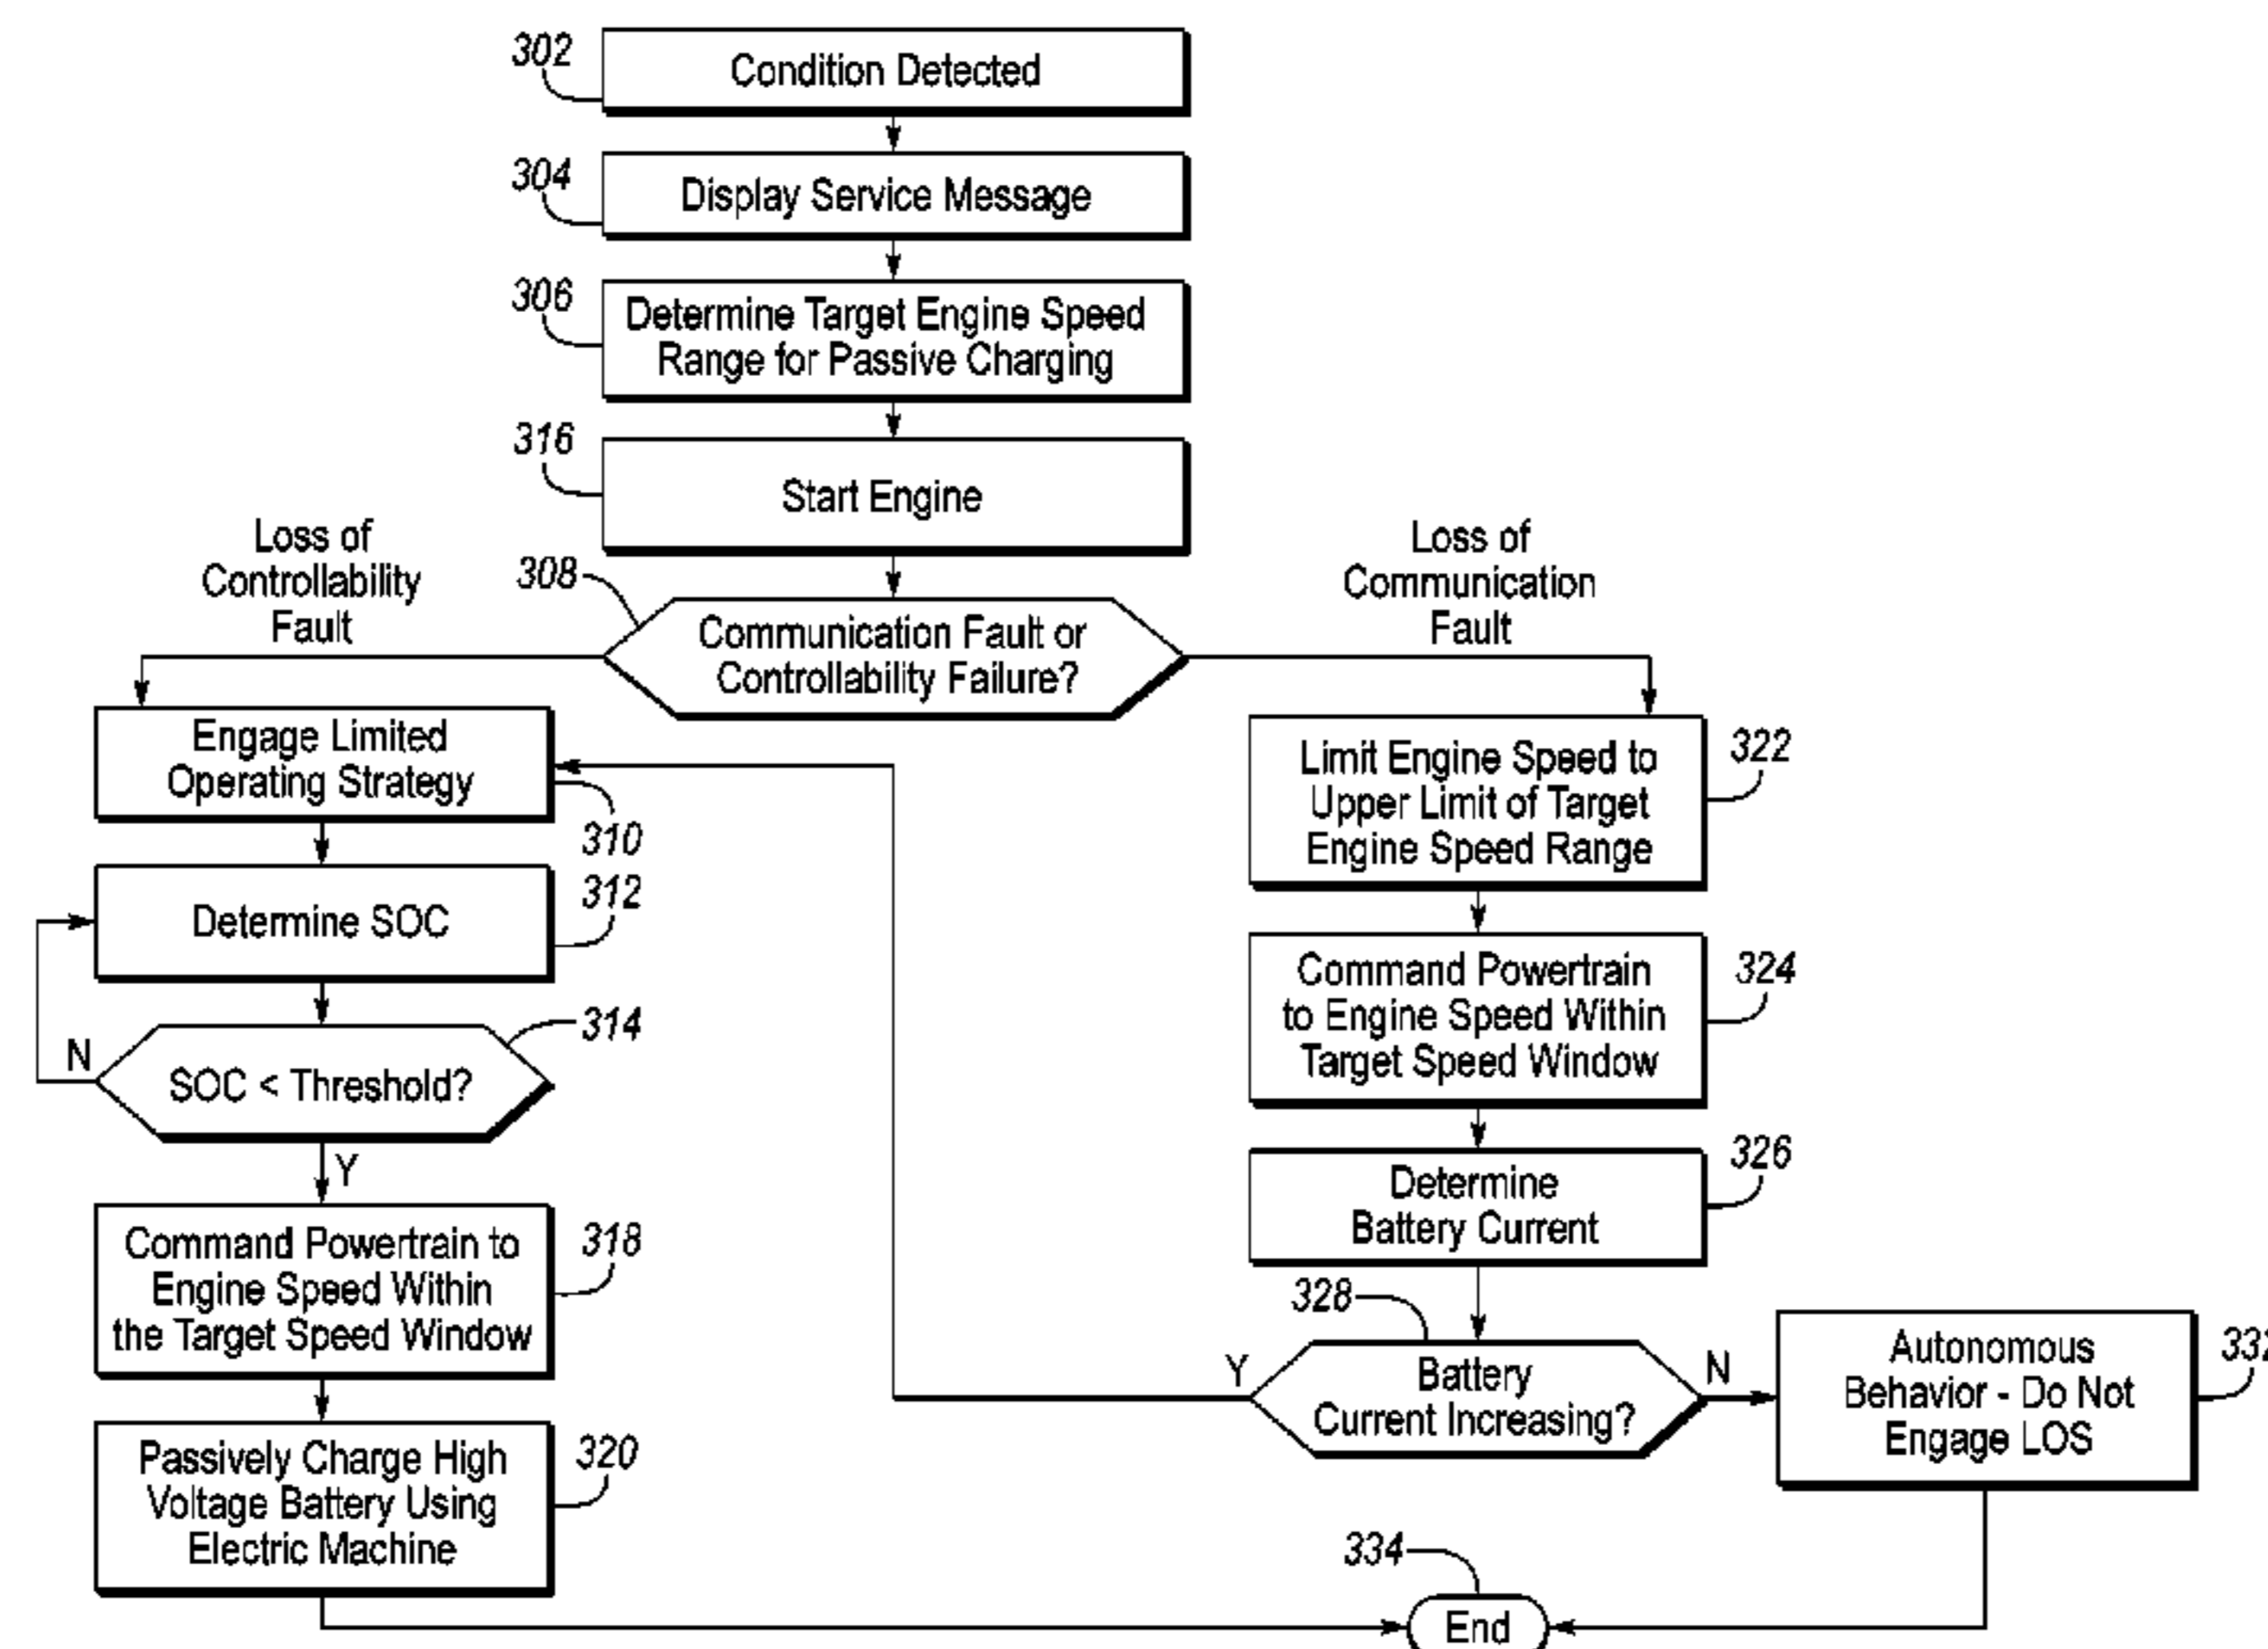 302
Condition Detected
304
Display Service Message
306
Determine Target Engine Speed
Range for Passive Charging
316
Start Engine
Loss of
Controllability
Fault
308
Communication Fault or
Controllability Failure?
Loss of
Communication
Fault
Engage Limited
Operating Strategy
310
Determine SOC
312
N
SOC < Threshold?
314
Y
Command Powertrain to
Engine Speed Within
the Target Speed Window
318
Passively Charge High
Voltage Battery Using
Electric Machine
320
Limit Engine Speed to
Upper Limit of Target
Engine Speed Range
322
Command Powertrain
to Engine Speed Within
Target Speed Window
324
Determine
Battery Current
326
328
Y
Battery
Current Increasing?
N
Autonomous
Behavior - Do Not
Engage LOS
332
334
End